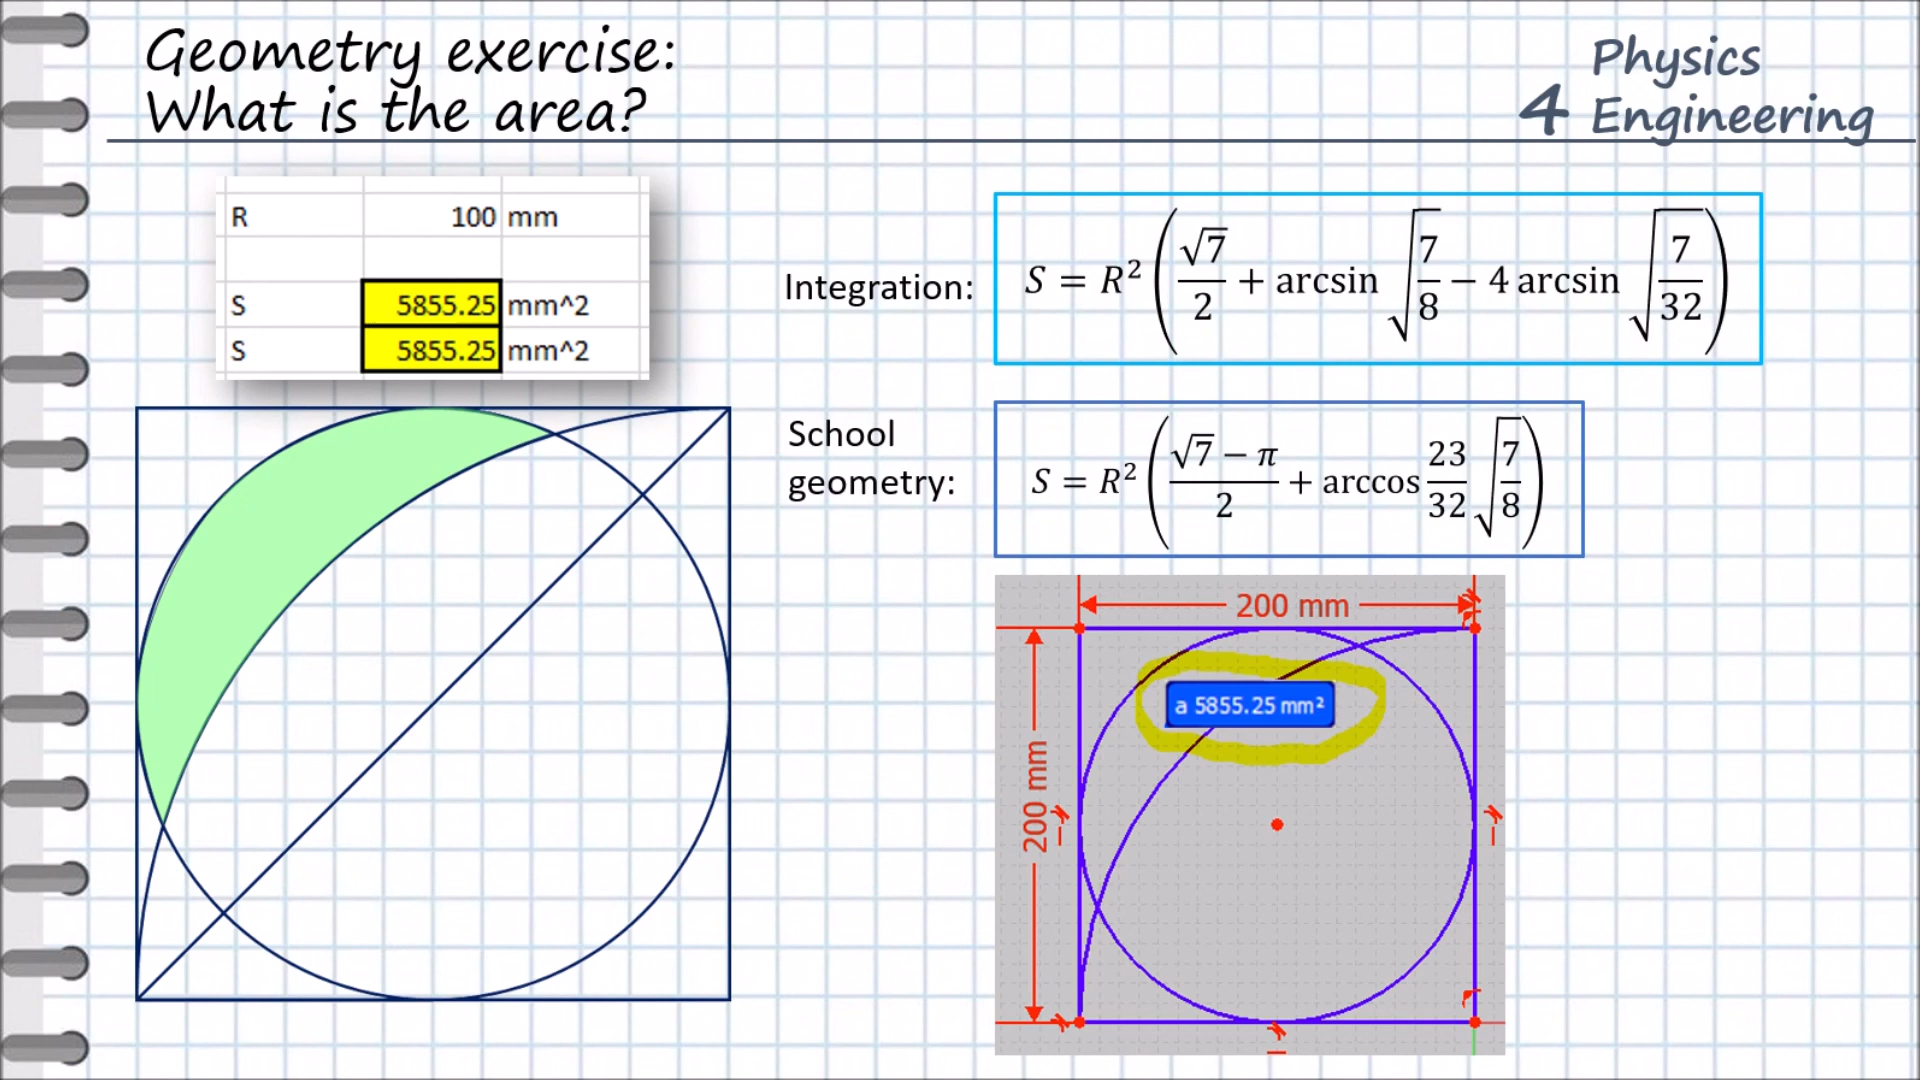 Geometry exercise:
What is the area?
Physics
4 Engineering
R 100 mm
S 5855.25 mm^2
S 5855.25 mm^2
Integration: S = R² (√7/2 + arcsin √(7/8) − 4 arcsin √(7/32))
School
geometry: S = R² ((√7 − π)/2 + arccos 23/32 √(7/8))
200 mm
a 5855.25 mm²
200 mm